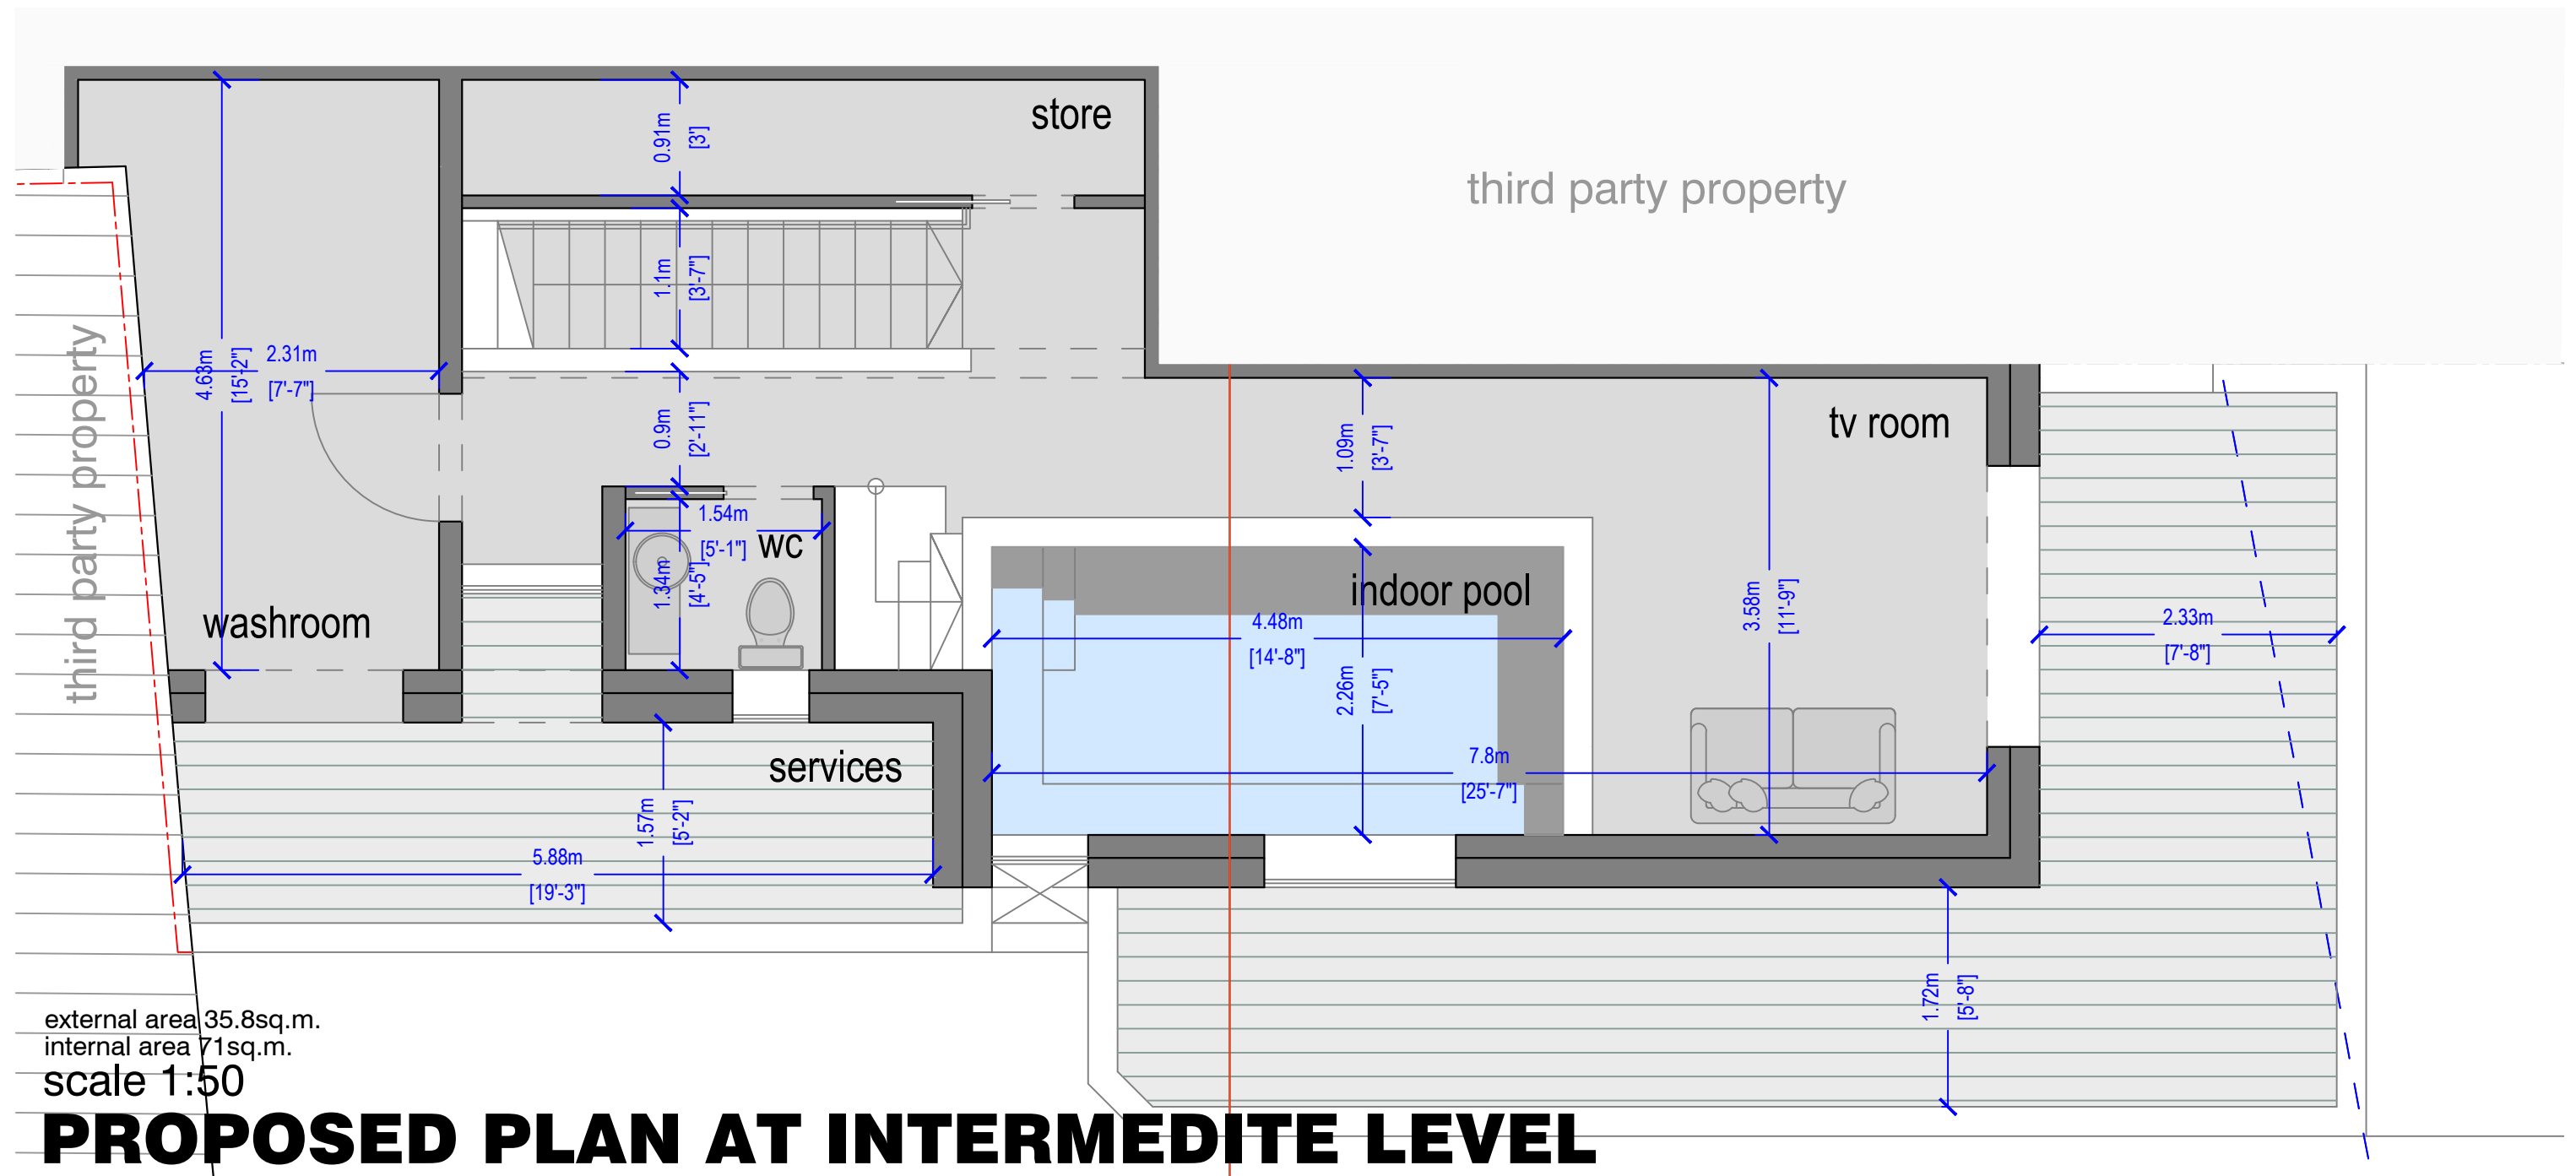 store
0.91m
[3']
third party property
1.1m
[3'-7"]
third party property
4.63m
[15'-2"]
2.31m
[7'-7"]
0.9m
[2'-11"]
1.09m
[3'-7"]
tv room
1.54m
[5'-1"]
wc
1.34m
[4'-5"]
washroom
indoor pool
4.48m
[14'-8"]
2.26m
[7'-5"]
3.58m
[11'-9"]
2.33m
[7'-8"]
services
7.8m
[25'-7"]
1.57m
[5'-2"]
5.88m
[19'-3"]
1.72m
[5'-8"]
external area 35.8sq.m.
internal area 71sq.m.
scale 1:50
PROPOSED PLAN AT INTERMEDITE LEVEL